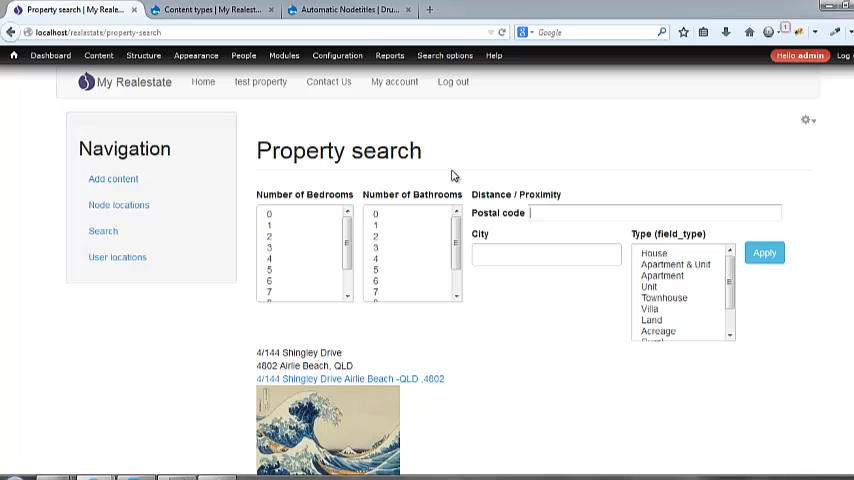 Property search | My Reale...
Content types | My Realest...
Automatic Nodetitles | Dru...
localhost/realestate/property-search
Google
1
Dashboard
Content
Structure
Appearance
People
Modules
Configuration
Reports
Search options
Help
Hello admin
Log
My Realestate
Home
test property
Contact Us
My account
Log out
Navigation
Add content
Node locations
Search
User locations
Property search
Number of Bedrooms
0
1
2
3
4
5
6
7
Number of Bathrooms
0
1
2
3
4
5
6
7
Distance / Proximity
Postal code
City
Type (field_type)
House
Apartment & Unit
Apartment
Unit
Townhouse
Villa
Land
Acreage
Apply
4/144 Shingley Drive
4802 Airlie Beach, QLD
4/144 Shingley Drive Airlie Beach -QLD ,4802